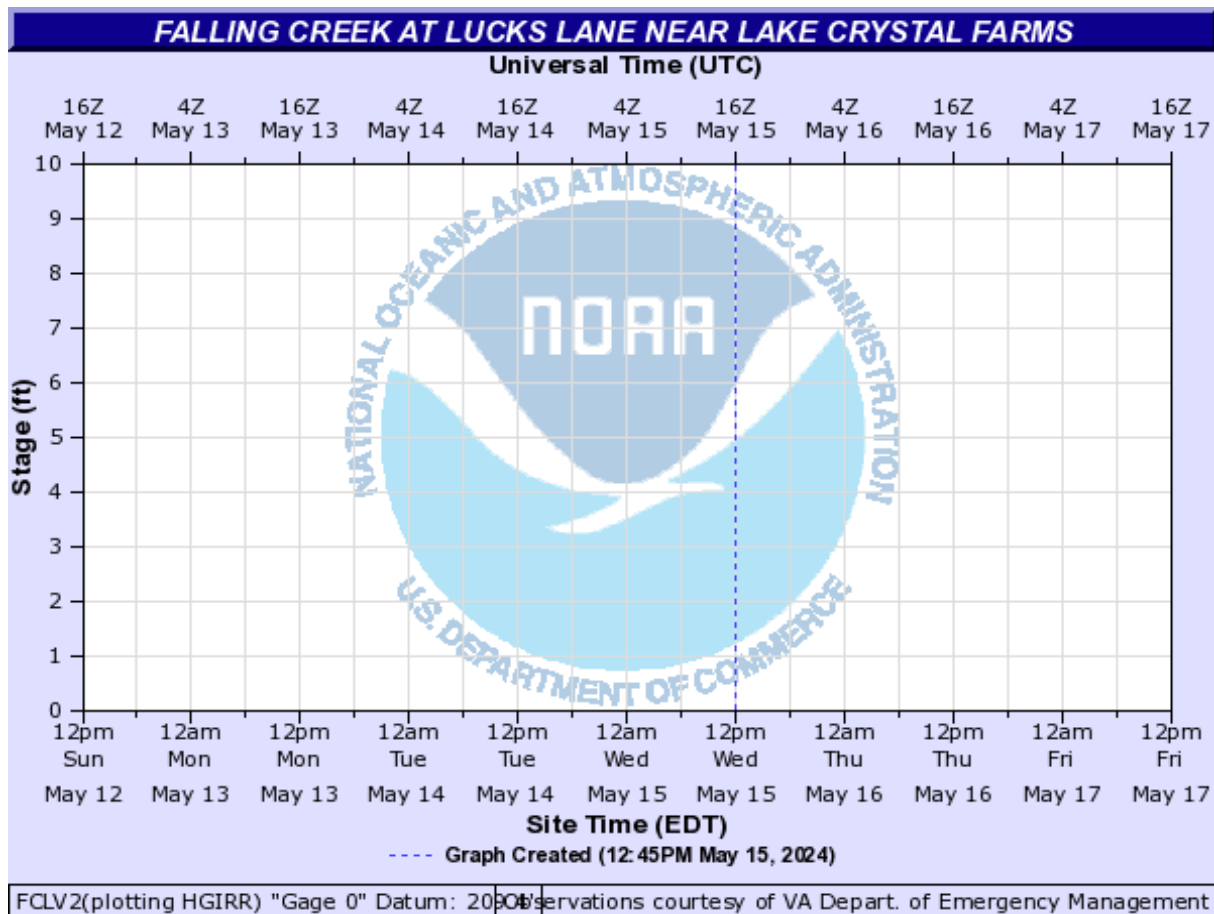 FALLING CREEK AT LUCKS LANE NEAR LAKE CRYSTAL FARMS
Universal Time (UTC)
16Z 4Z 16Z 4Z 16Z 4Z 16Z 4Z 16Z 4Z 16Z
May 12 May 13 May 13 May 14 May 14 May 15 May 15 May 16 May 16 May 17 May 17
10
9
8
7
6
5
4
3
2
1
0
Stage (ft)
NATIONAL OCEANIC AND ATMOSPHERIC ADMINISTRATION
NOAA
U.S. DEPARTMENT OF COMMERCE
12pm 12am 12pm 12am 12pm 12am 12pm 12am 12pm 12am 12pm
Sun Mon Mon Tue Tue Wed Wed Thu Thu Fri Fri
May 12 May 13 May 13 May 14 May 14 May 15 May 15 May 16 May 16 May 17 May 17
Site Time (EDT)
---- Graph Created (12:45PM May 15, 2024)
FCLV2(plotting HGIRR) "Gage 0" Datum: Observations courtesy of VA Depart. of Emergency Management